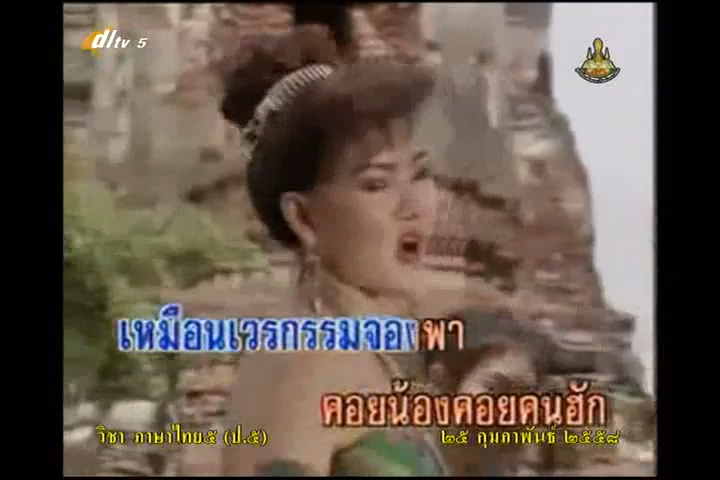 dltv 5
เหมือนเวรกรรมจองพา
คอยน้องคอยคนฮัก
วิชา ภาษาไทย๕ (ป.๕)
๒๕ กุมภาพันธ์ ๒๕๕๘